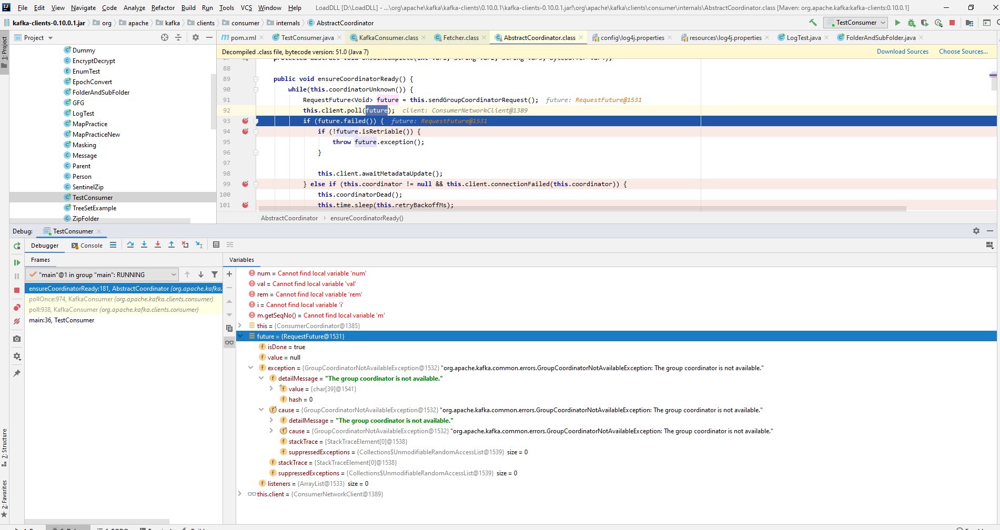 File Edit View Navigate Code Analyze Refactor Build Run Tools VCS Window Help LoadDLL [D:\LoadDLL] - ...\org\apache\kafka\kafka-clients\0.10.0.1\kafka-clients-0.10.0.1.jar!\org\apache\kafka\clients\consumer\internals\AbstractCoordinator.class [Maven: org.apache.kafka:kafka-clients:0.10.0.1]
kafka-clients-0.10.0.1.jar org apache kafka clients consumer internals AbstractCoordinator TestConsumer
Project
pom.xml TestConsumer.java KafkaConsumer.class Fetcher.class AbstractCoordinator.class config\log4j.properties resources\log4j.properties LogTest.java FolderAndSubFolder.java
1: Project
Dummy
EncryptDecrypt
EnumTest
EpochConvert
FolderAndSubFolder
GFG
LogTest
MapPractice
MapPracticeNew
Masking
Message
Parent
Person
SentinelZip
TestConsumer
TreeSetExample
ZipFolder
Decompiled .class file, bytecode version: 51.0 (Java 7) Download Sources Choose Sources...
88
89 public void ensureCoordinatorReady() {
90 while(this.coordinatorUnknown()) {
91 RequestFuture<Void> future = this.sendGroupCoordinatorRequest(); future: RequestFuture@1531
92 this.client.poll(future); client: ConsumerNetworkClient@1389
93 if (future.failed()) { future: RequestFuture@1531
94 if (!future.isRetriable()) {
95 throw future.exception();
96 }
97
98 this.client.awaitMetadataUpdate();
99 } else if (this.coordinator != null && this.client.connectionFailed(this.coordinator)) {
100 this.coordinatorDead();
101 this.time.sleep(this.retryBackoffMs);
AbstractCoordinator ensureCoordinatorReady()
Debug: TestConsumer
Debugger Console
Frames
"main"@1 in group "main": RUNNING
ensureCoordinatorReady:181, AbstractCoordinator (org.apache.kafka.
pollOnce:974, KafkaConsumer (org.apache.kafka.clients.consumer)
poll:938, KafkaConsumer (org.apache.kafka.clients.consumer)
main:36, TestConsumer
Variables
num = Cannot find local variable 'num'
val = Cannot find local variable 'val'
rem = Cannot find local variable 'rem'
i = Cannot find local variable 'i'
m.getSeqNo() = Cannot find local variable 'm'
this = {ConsumerCoordinator@1385}
future = {RequestFuture@1531}
isDone = true
value = null
exception = {GroupCoordinatorNotAvailableException@1532} "org.apache.kafka.common.errors.GroupCoordinatorNotAvailableException: The group coordinator is not available."
detailMessage = "The group coordinator is not available."
value = {char[39]@1541}
hash = 0
cause = {GroupCoordinatorNotAvailableException@1532} "org.apache.kafka.common.errors.GroupCoordinatorNotAvailableException: The group coordinator is not available."
detailMessage = "The group coordinator is not available."
cause = {GroupCoordinatorNotAvailableException@1532} "org.apache.kafka.common.errors.GroupCoordinatorNotAvailableException: The group coordinator is not available."
stackTrace = {StackTraceElement[0]@1538}
suppressedExceptions = {Collections$UnmodifiableRandomAccessList@1539} size = 0
stackTrace = {StackTraceElement[0]@1538}
suppressedExceptions = {Collections$UnmodifiableRandomAccessList@1539} size = 0
listeners = {ArrayList@1533} size = 0
this.client = {ConsumerNetworkClient@1389}
7: Structure
2: Favorites